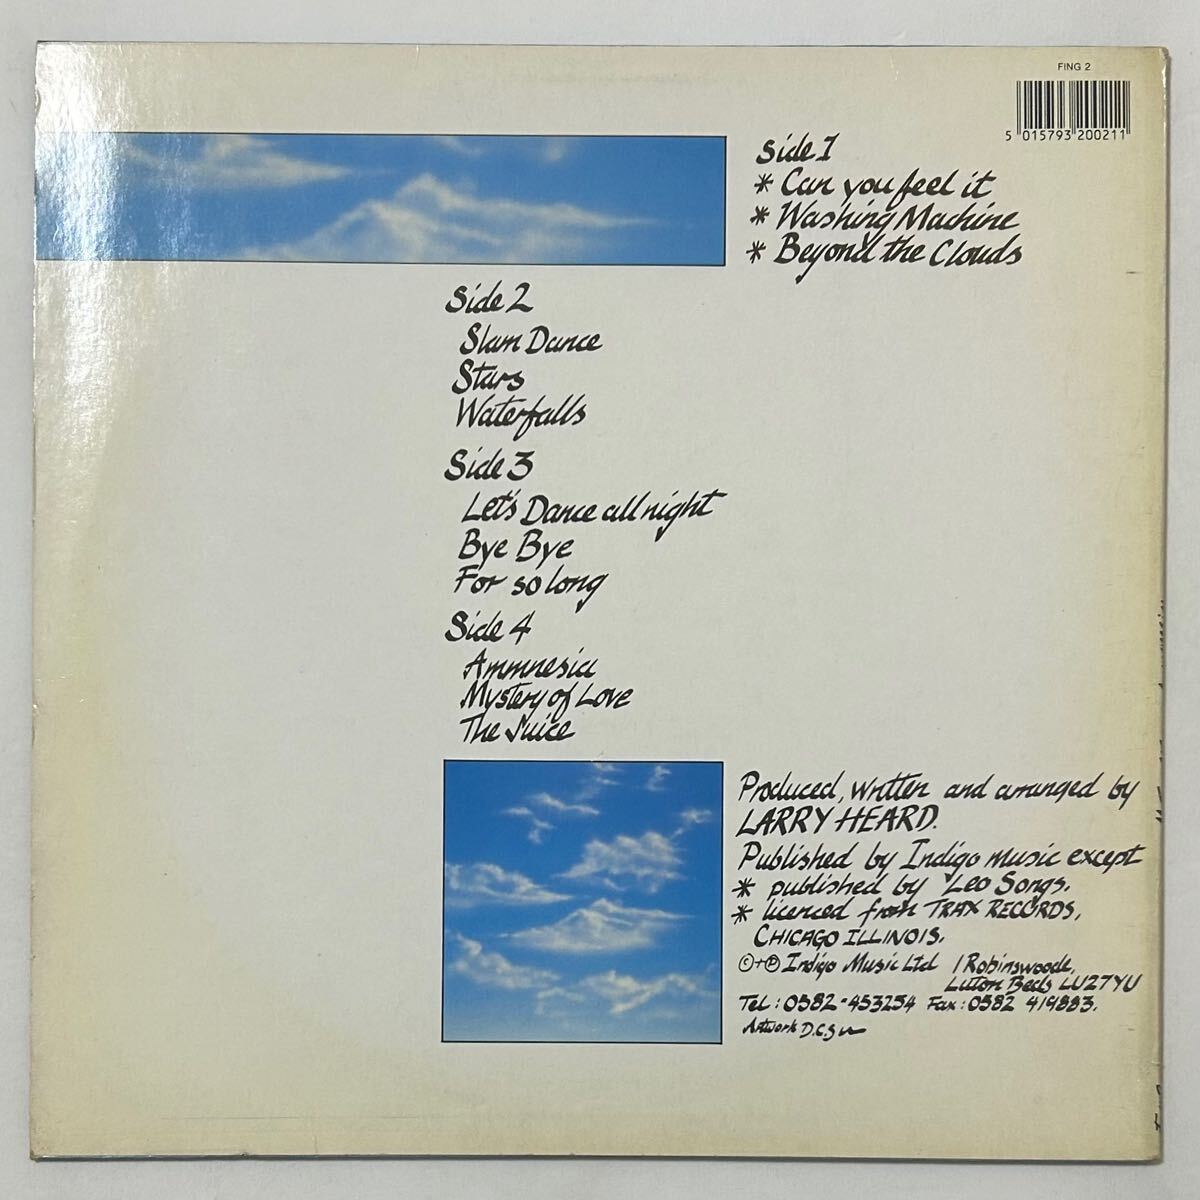 FING 2
5 015793 200211
Side 1
* Can you feel it
* Washing Machine
* Beyond the Clouds
Side 2
Slam Dance
Stars
Waterfalls
Side 3
Let's Dance all night
Bye Bye
For so long
Side 4
Ammnesia
Mystery of Love
The Juice
Produced, written and arranged by
LARRY HEARD.
Published by Indigo music except
* published by Leo Songs.
* licenced from TRAX RECORDS,
CHICAGO ILLINOIS.
©+℗ Indigo Music Ltd 1 Robinswoode,
Luton Beds LU27YU
Tel: 0582-453254 Fax: 0582 419883.
Artwork D.C.S